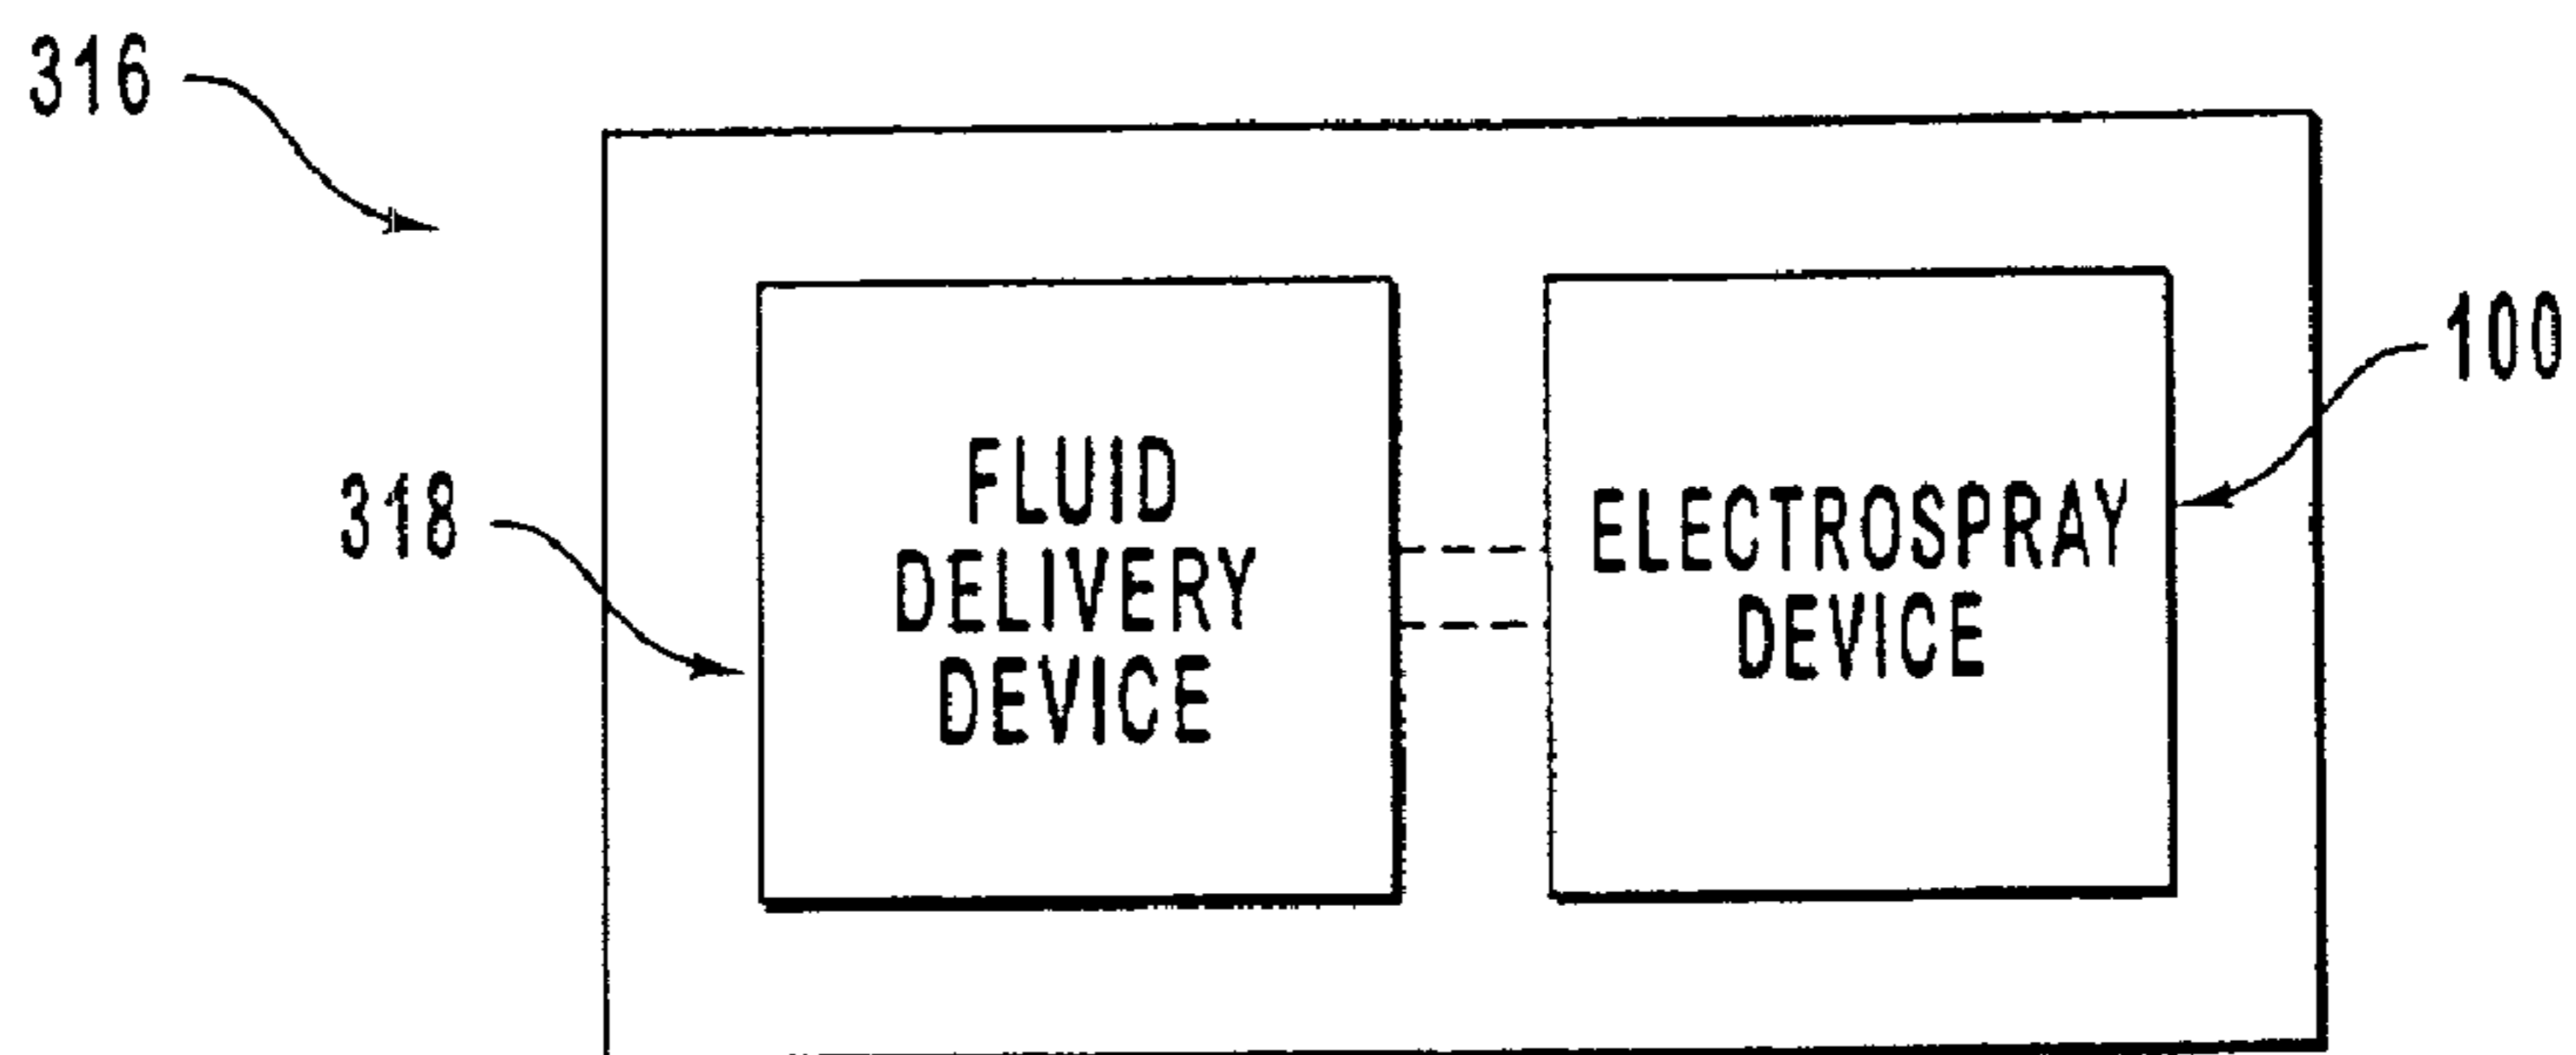 316
100
318
FLUID
DELIVERY
DEVICE
ELECTROSPRAY
DEVICE